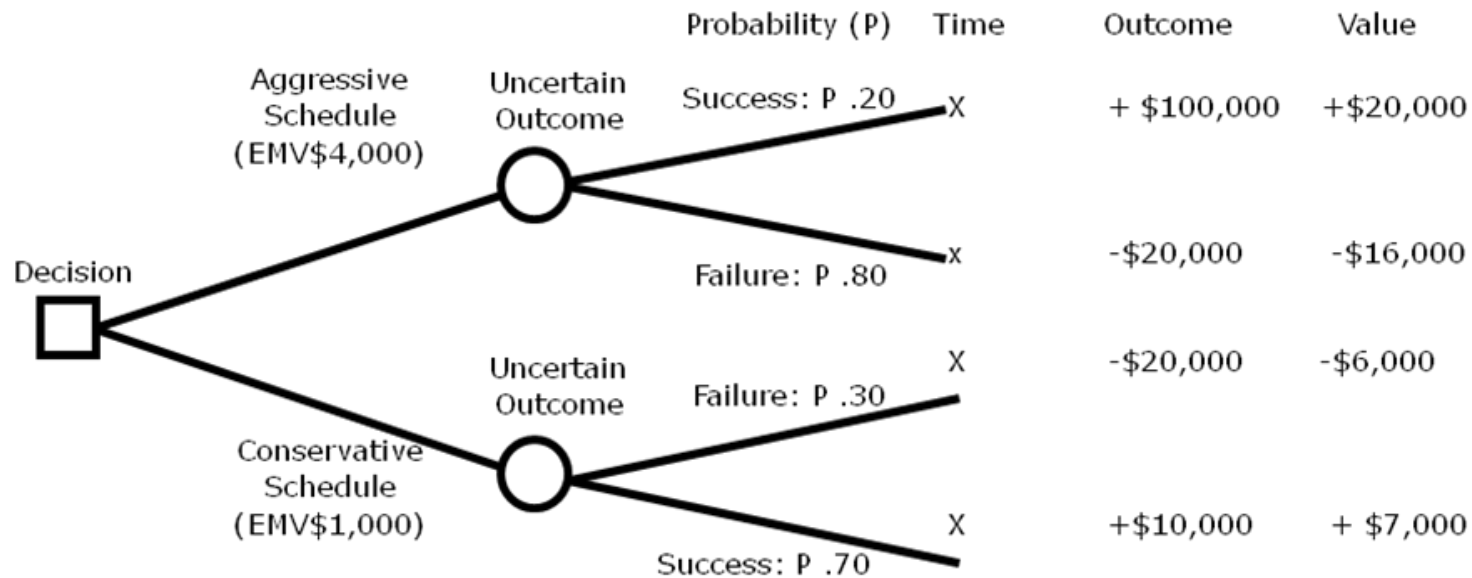 Probability (P) Time Outcome Value
Aggressive
Schedule
(EMV$4,000)
Uncertain
Outcome
Success: P .20 X + $100,000 +$20,000
Failure: P .80 x -$20,000 -$16,000
Decision
Uncertain
Outcome
Failure: P .30 X -$20,000 -$6,000
Conservative
Schedule
(EMV$1,000)
Success: P .70 X +$10,000 + $7,000